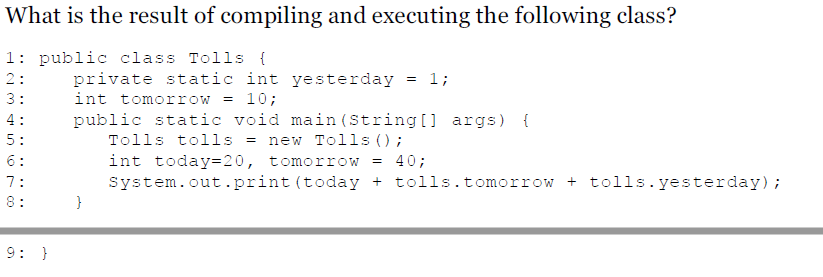 What is the result of compiling and executing the following class?
1: public class Tolls {
2:    private static int yesterday = 1;
3:    int tomorrow = 10;
4:    public static void main(String[] args) {
5:       Tolls tolls = new Tolls();
6:       int today=20, tomorrow = 40;
7:       System.out.print(today + tolls.tomorrow + tolls.yesterday);
8:    }
9: }